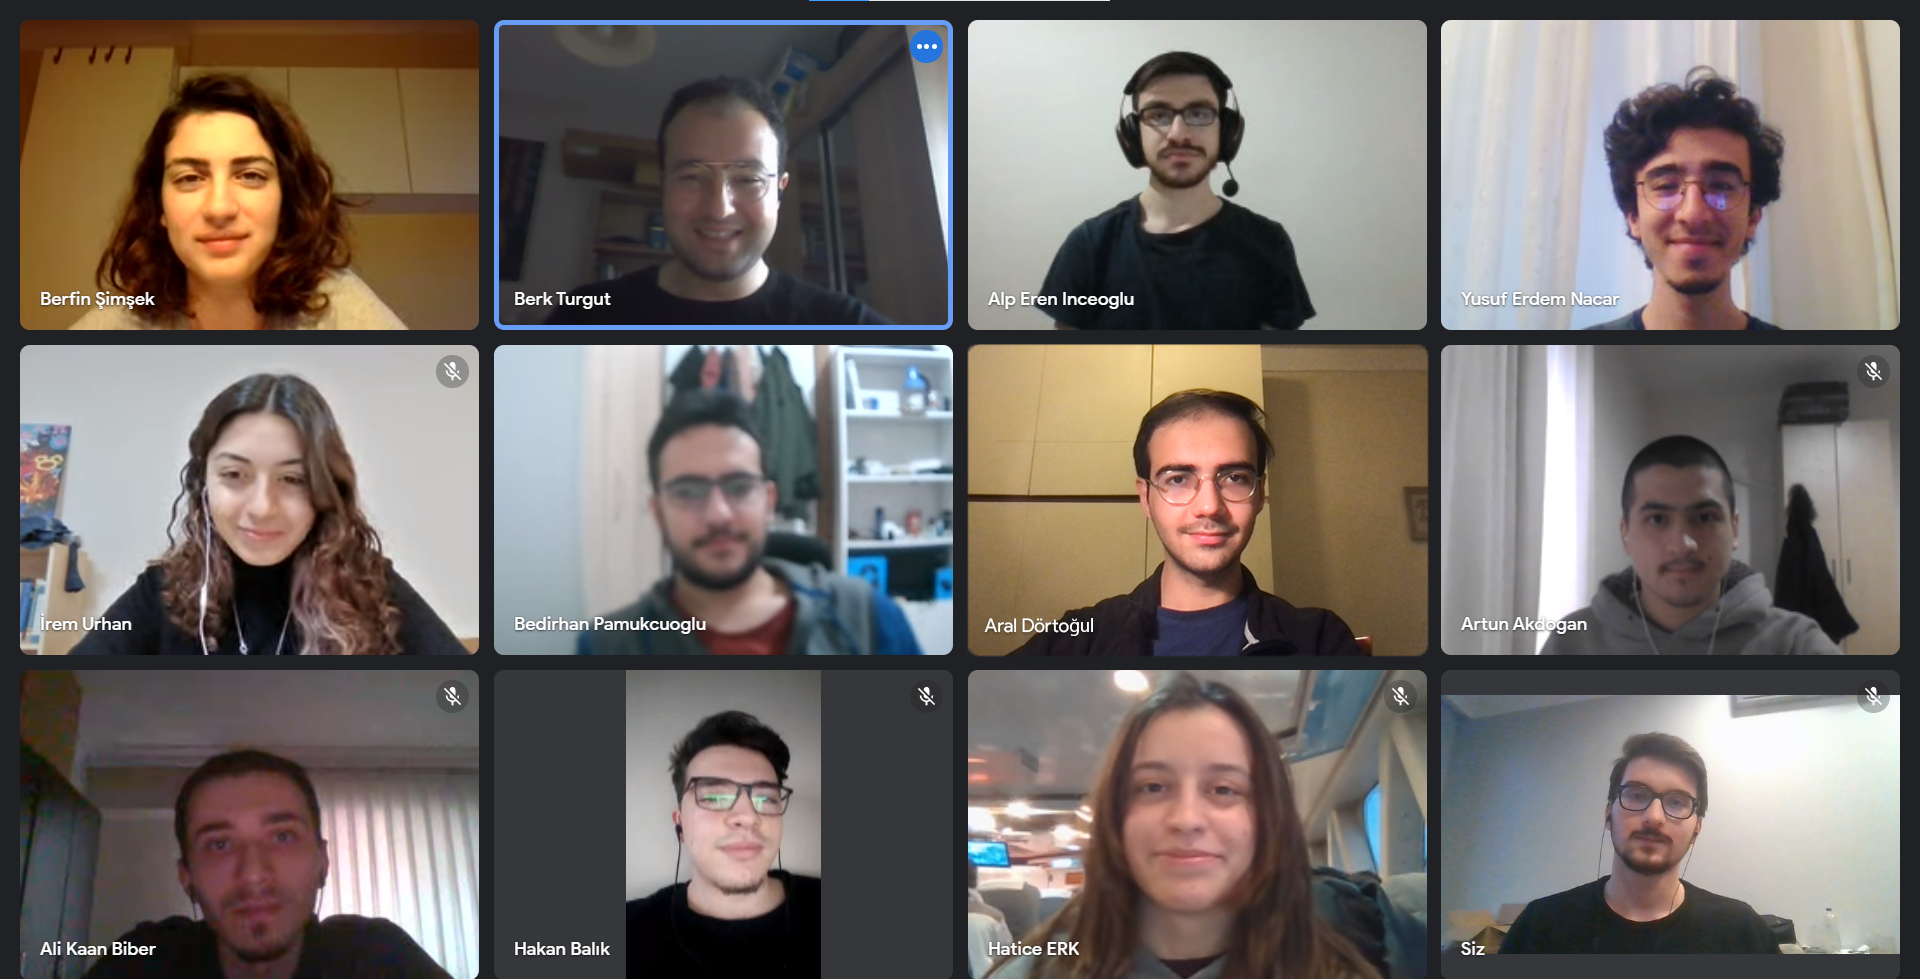 Berfin Şimşek
Berk Turgut
Alp Eren Inceoglu
Yusuf Erdem Nacar
İrem Urhan
Bedirhan Pamukcuoglu
Aral Dörtoğul
Artun Akdogan
Ali Kaan Biber
Hakan Balık
Hatice ERK
Siz